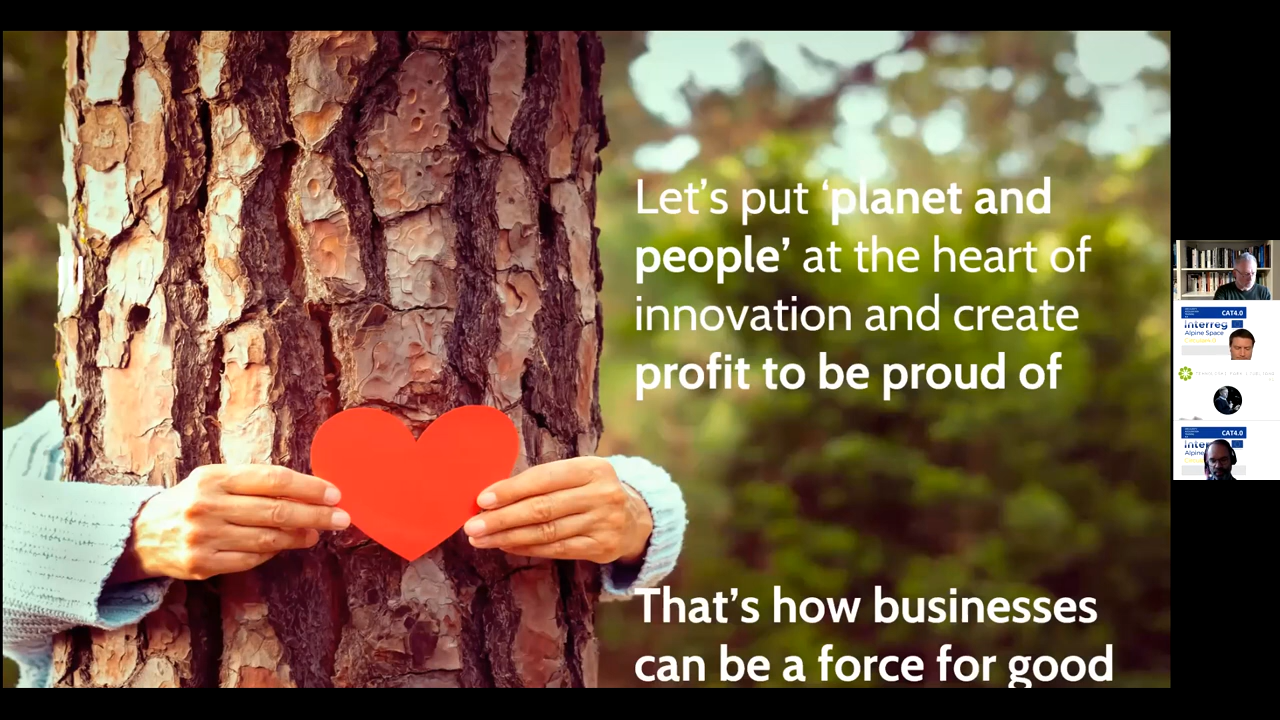 Let's put ‘planet and
people’ at the heart of
innovation and create
profit to be proud of
That's how businesses
can be a force for good
CAT4.0
Interreg
Alpine Space
CAT4.0